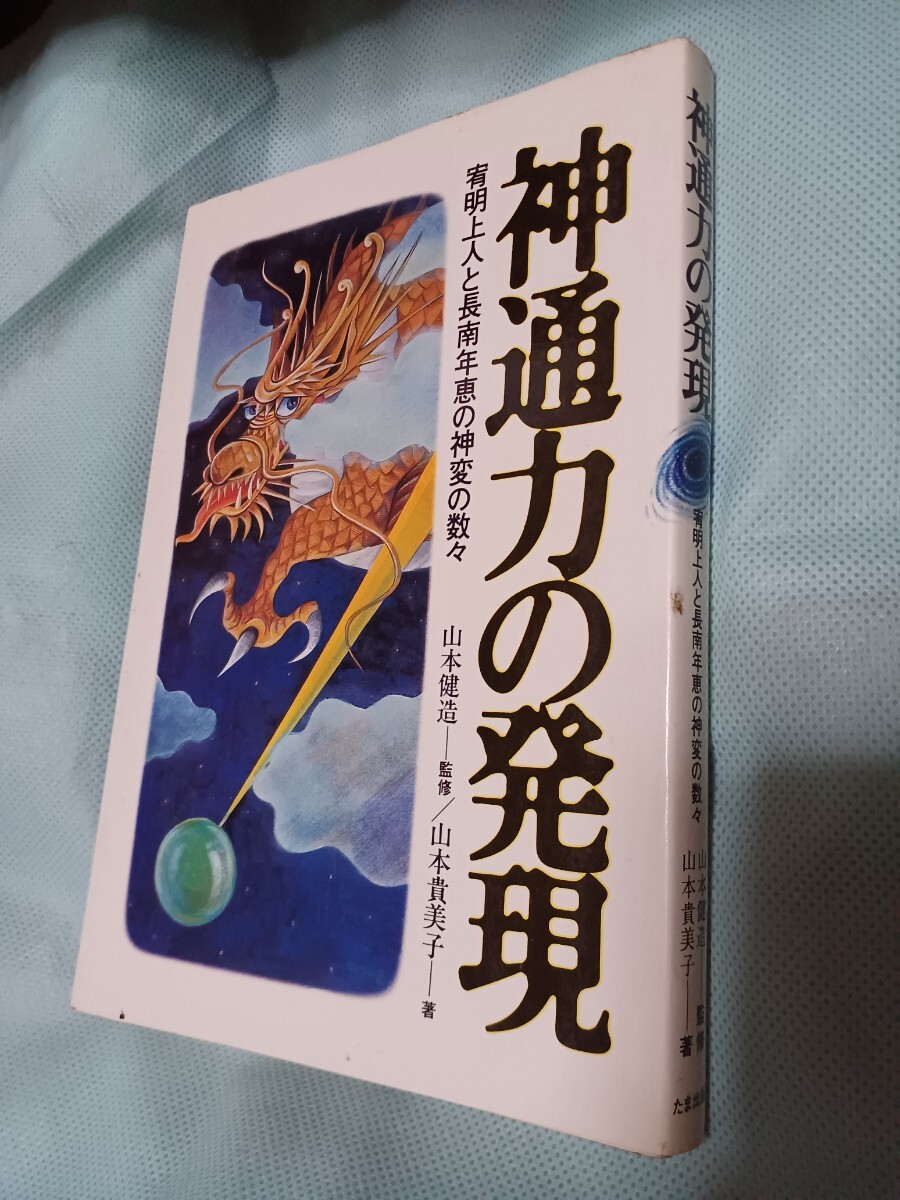 神通力の発現
宥明上人と長南年恵の神変の数々
山本健造──監修／山本貴美子──著
神通力の発現
宥明上人と長南年恵の神変の数々
山本健造──監修
山本貴美子──著
たま出